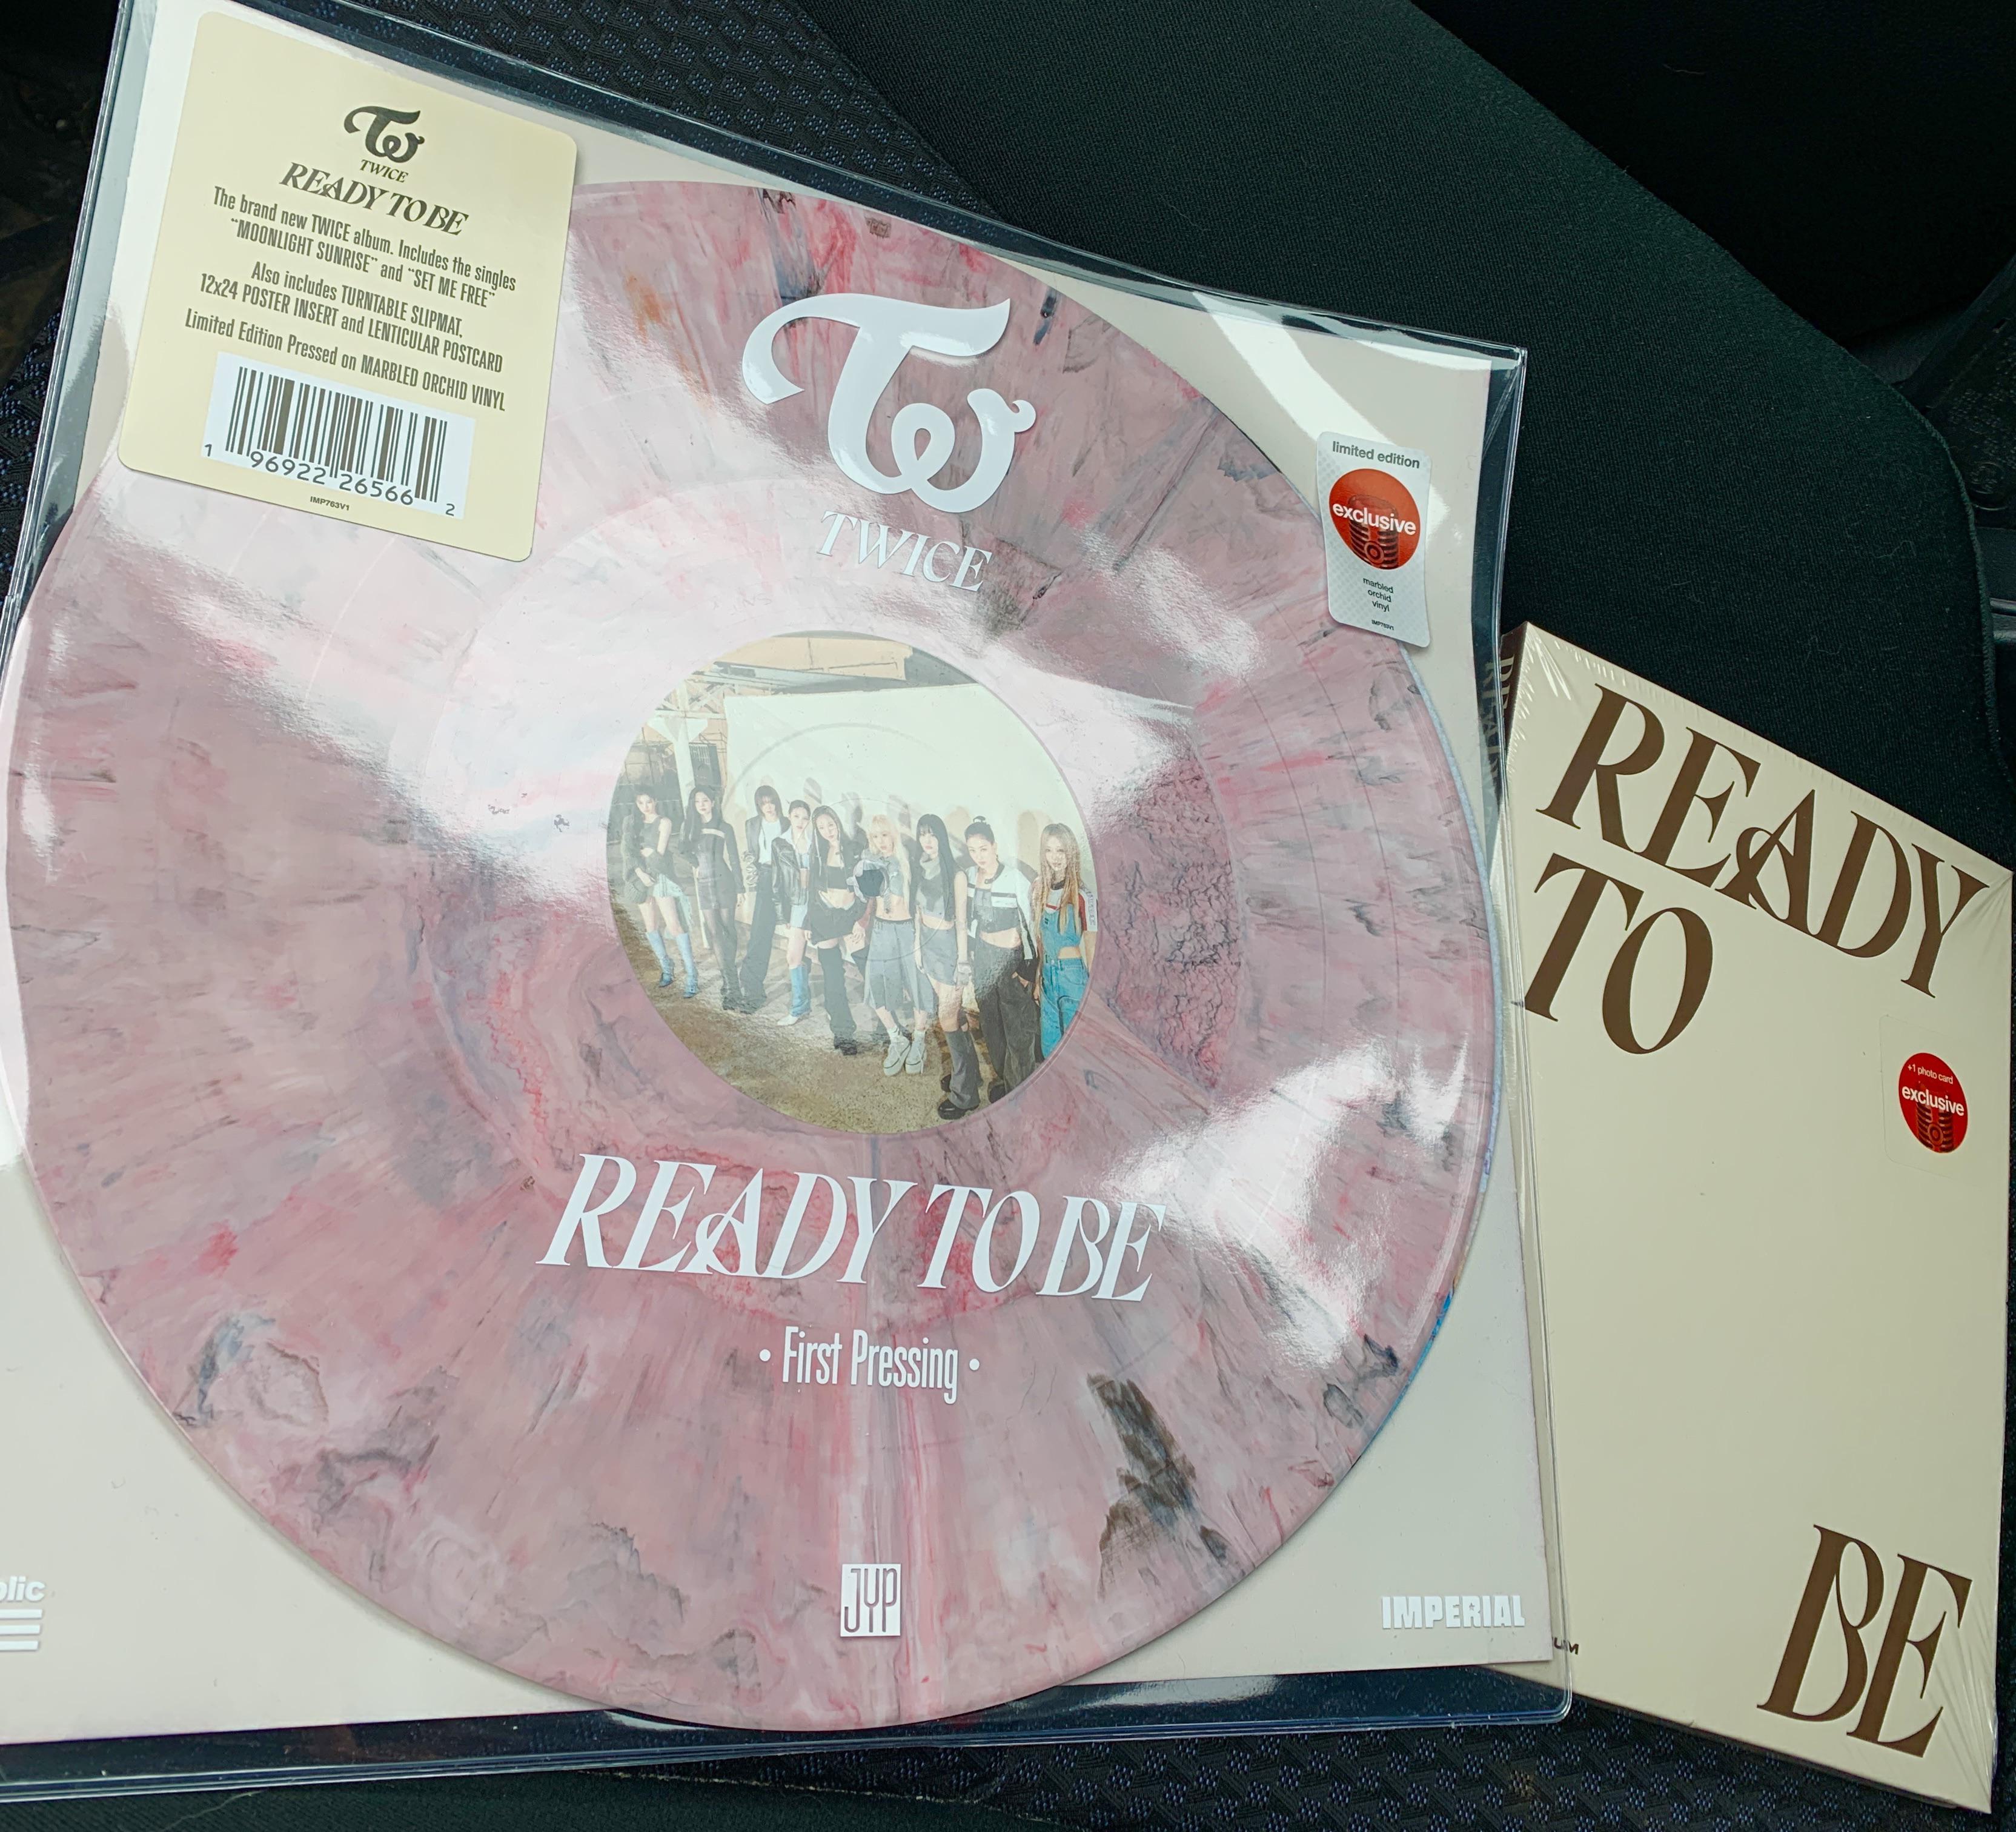 TWICE
READY TO BE
The brand new TWICE album. Includes the singles
"MOONLIGHT SUNRISE" and "SET ME FREE"
Also includes TURNTABLE SLIPMAT,
12x24 POSTER INSERT and LENTICULAR POSTCARD
Limited Edition Pressed on MARBLED ORCHID VINYL
1 96922 26566 2
IMP763V1
TWICE
READY TO BE
• First Pressing •
JYP
limited edition
exclusive
marbled
orchid
vinyl
IMP763V1
IMPERIAL
READY
TO
BE
+1 photo card
exclusive